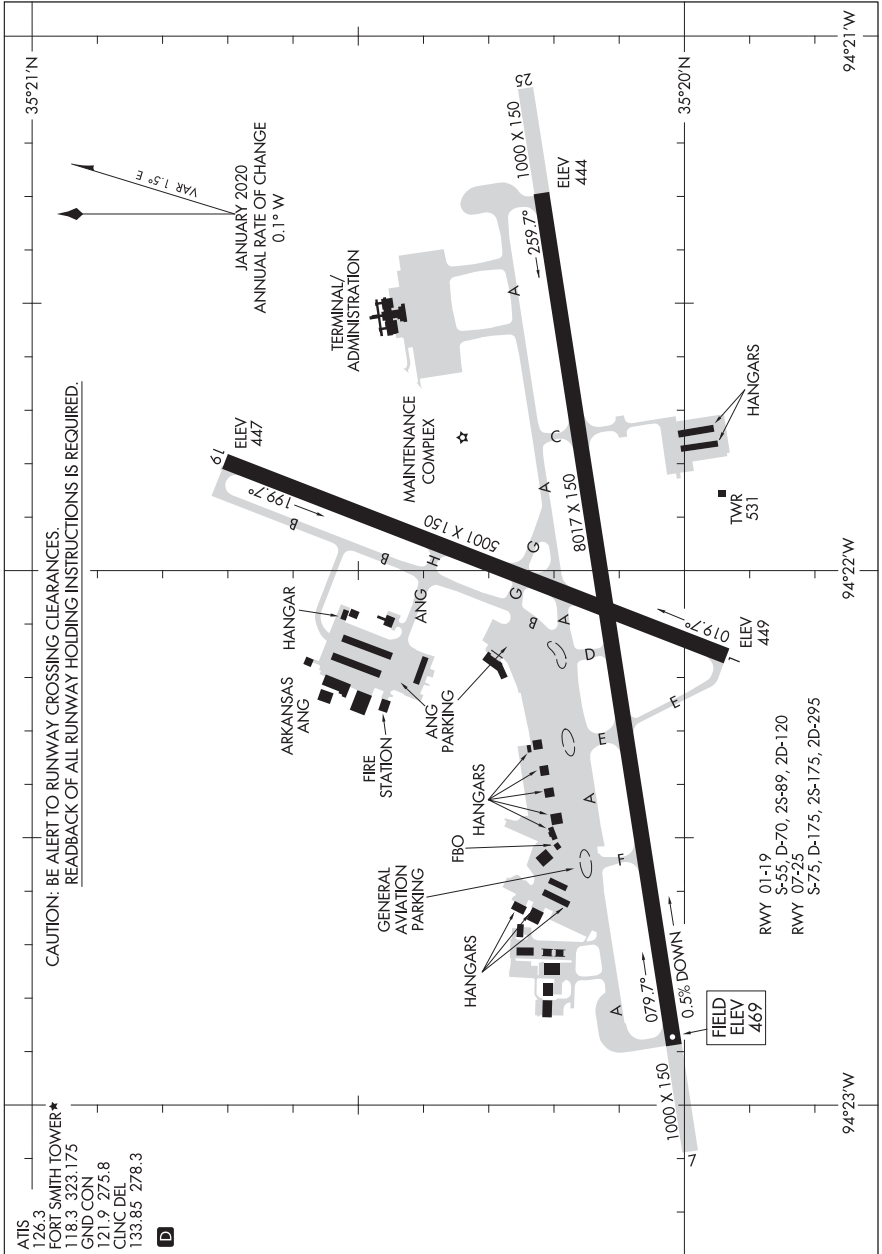 ATIS
126.3
FORT SMITH TOWER★
118.3 323.175
GND CON
121.9 275.8
CLNC DEL
133.85 278.3
D
CAUTION: BE ALERT TO RUNWAY CROSSING CLEARANCES.
READBACK OF ALL RUNWAY HOLDING INSTRUCTIONS IS REQUIRED.
JANUARY 2020
ANNUAL RATE OF CHANGE
0.1° W
VAR 1.5° E
35°21'N
94°21'W
35°20'N
94°22'W
94°23'W
TERMINAL/
ADMINISTRATION
MAINTENANCE
COMPLEX
ELEV
447
19
199.7°
5001 X 150
B
B
H
ANG
HANGAR
ARKANSAS
ANG
FIRE
STATION
ANG
PARKING
G
G
B
A
A
C
A
25
1000 X 150
ELEV
444
259.7°
8017 X 150
HANGARS
TWR
531
019.7°
1
ELEV
449
D
E
E
A
F
HANGARS
FBO
GENERAL
AVIATION
PARKING
HANGARS
A
079.7°
0.5% DOWN
FIELD
ELEV
469
1000 X 150
7
RWY 01-19
S-55, D-70, 2S-89, 2D-120
RWY 07-25
S-75, D-175, 2S-175, 2D-295